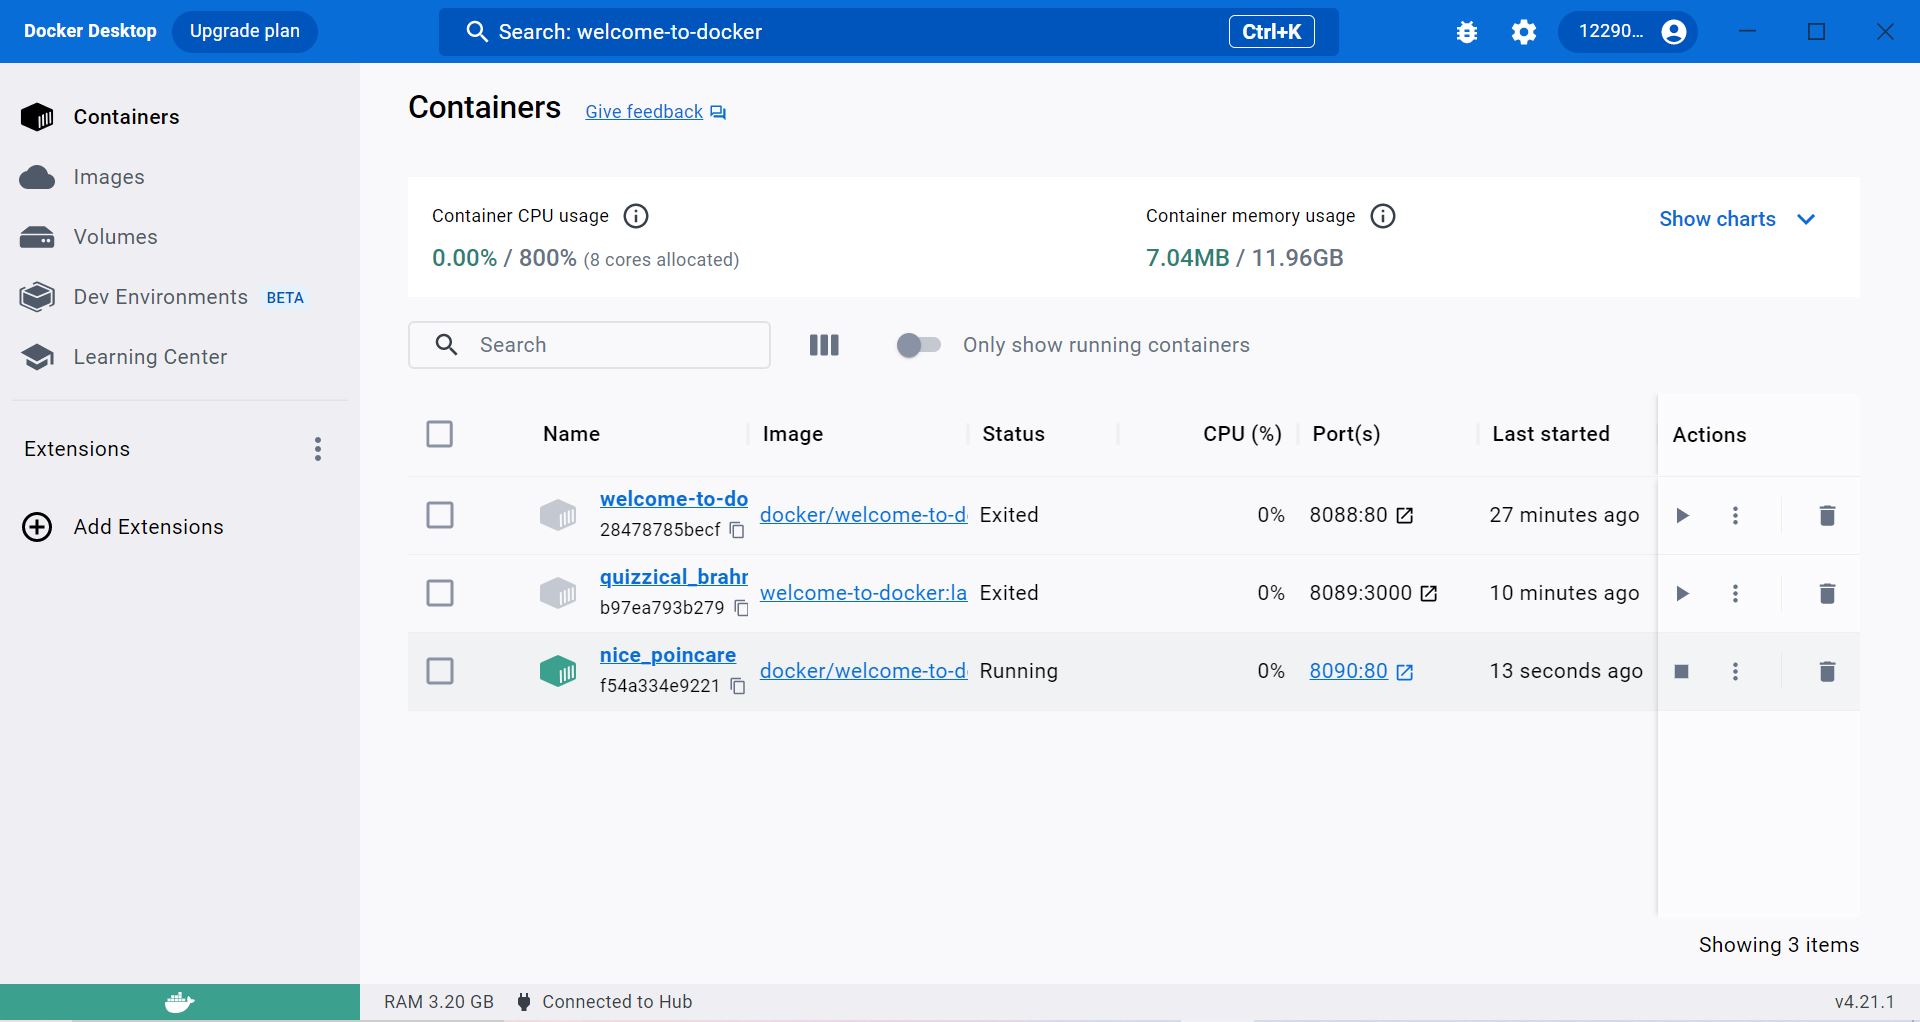 Docker Desktop
Upgrade plan
Search: welcome-to-docker
Ctrl+K
12290...
Containers
Images
Volumes
Dev Environments BETA
Learning Center
Extensions
Add Extensions
Containers
Give feedback
Container CPU usage
0.00% / 800% (8 cores allocated)
Container memory usage
7.04MB / 11.96GB
Show charts
Search
Only show running containers
Name Image Status CPU (%) Port(s) Last started Actions
welcome-to-do
28478785becf
docker/welcome-to-d Exited 0% 8088:80 27 minutes ago
quizzical_brahm
b97ea793b279
welcome-to-docker:la Exited 0% 8089:3000 10 minutes ago
nice_poincare
f54a334e9221
docker/welcome-to-d Running 0% 8090:80 13 seconds ago
Showing 3 items
RAM 3.20 GB Connected to Hub
v4.21.1